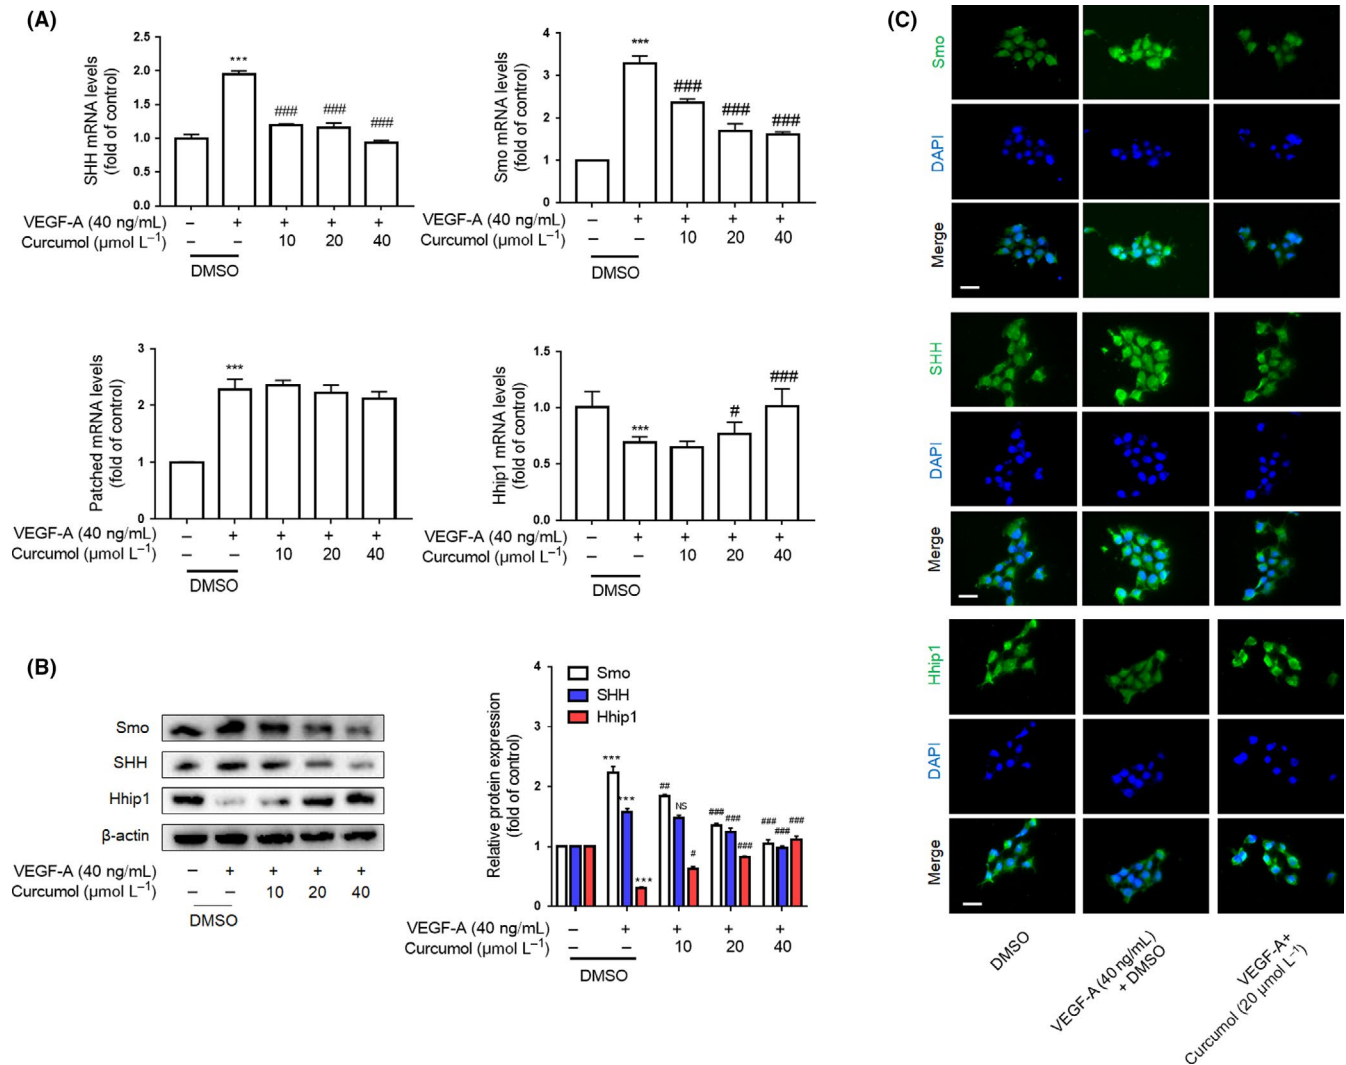 (A)
SHH mRNA levels
(fold of control)
2.5
2.0
1.5
1.0
0.5
0.0
***
###
###
###
VEGF-A (40 ng/mL) – + + + +
Curcumol (µmol L⁻¹) – – 10 20 40
DMSO
Smo mRNA levels
(fold of control)
4
3
2
1
0
***
###
###
###
VEGF-A (40 ng/mL) – + + + +
Curcumol (µmol L⁻¹) – – 10 20 40
DMSO
Patched mRNA levels
(fold of control)
3
2
1
0
***
VEGF-A (40 ng/mL) – + + + +
Curcumol (µmol L⁻¹) – – 10 20 40
DMSO
Hhip1 mRNA levels
(fold of control)
1.5
1.0
0.5
0.0
***
#
###
VEGF-A (40 ng/mL) – + + + +
Curcumol (µmol L⁻¹) – – 10 20 40
DMSO
(B)
Smo
SHH
Hhip1
β-actin
VEGF-A (40 ng/mL) – + + + +
Curcumol (µmol L⁻¹) – – 10 20 40
DMSO
Relative protein expression
(fold of control)
4
3
2
1
0
Smo
SHH
Hhip1
*** *** ***
## NS #
### ### ###
### ### ###
VEGF-A (40 ng/mL) – + + + +
Curcumol (µmol L⁻¹) – – 10 20 40
DMSO
(C)
Smo
DAPI
Merge
SHH
DAPI
Merge
Hhip1
DAPI
Merge
DMSO
VEGF-A (40 ng/mL)
+ DMSO
VEGF-A+
Curcumol (20 µmol L⁻¹)